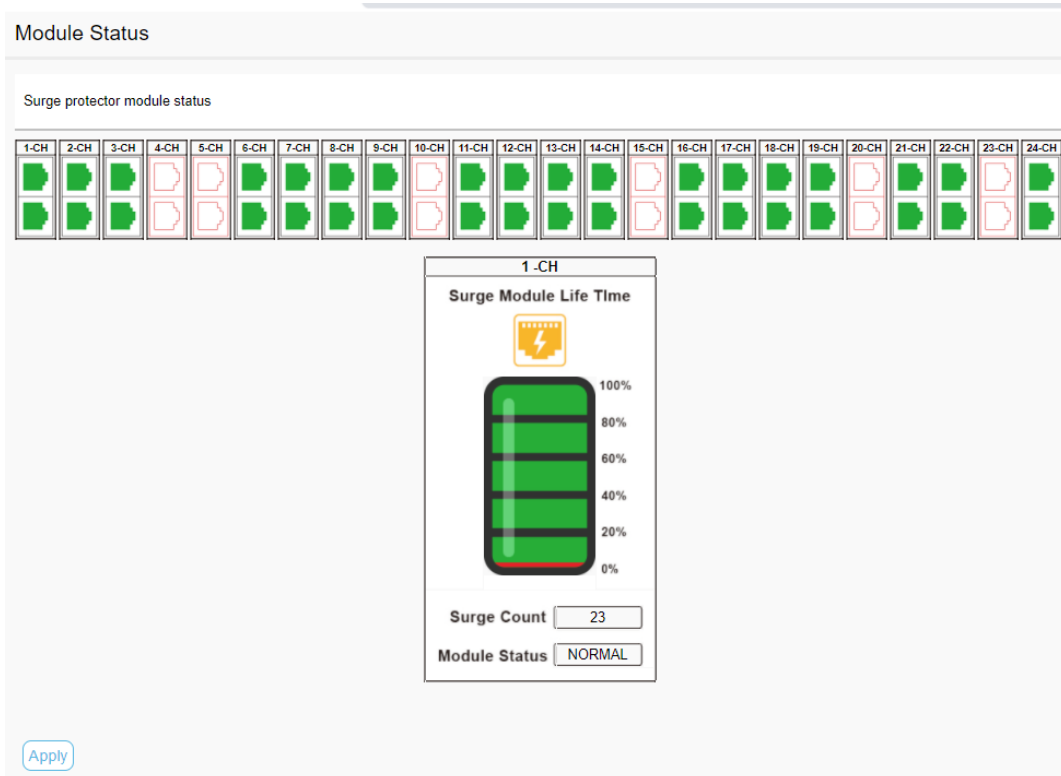 Module Status
Surge protector module status
1-CH 2-CH 3-CH 4-CH 5-CH 6-CH 7-CH 8-CH 9-CH 10-CH 11-CH 12-CH 13-CH 14-CH 15-CH 16-CH 17-CH 18-CH 19-CH 20-CH 21-CH 22-CH 23-CH 24-CH
1 -CH
Surge Module Life TIme
100%
80%
60%
40%
20%
0%
Surge Count 23
Module Status NORMAL
Apply